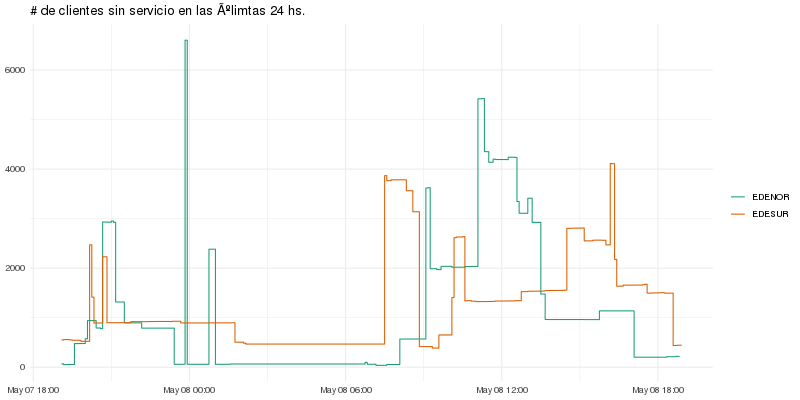 # de clientes sin servicio en las Ãºlimtas 24 hs.
6000
4000
2000
0
May 07 18:00
May 08 00:00
May 08 06:00
May 08 12:00
May 08 18:00
EDENOR
EDESUR